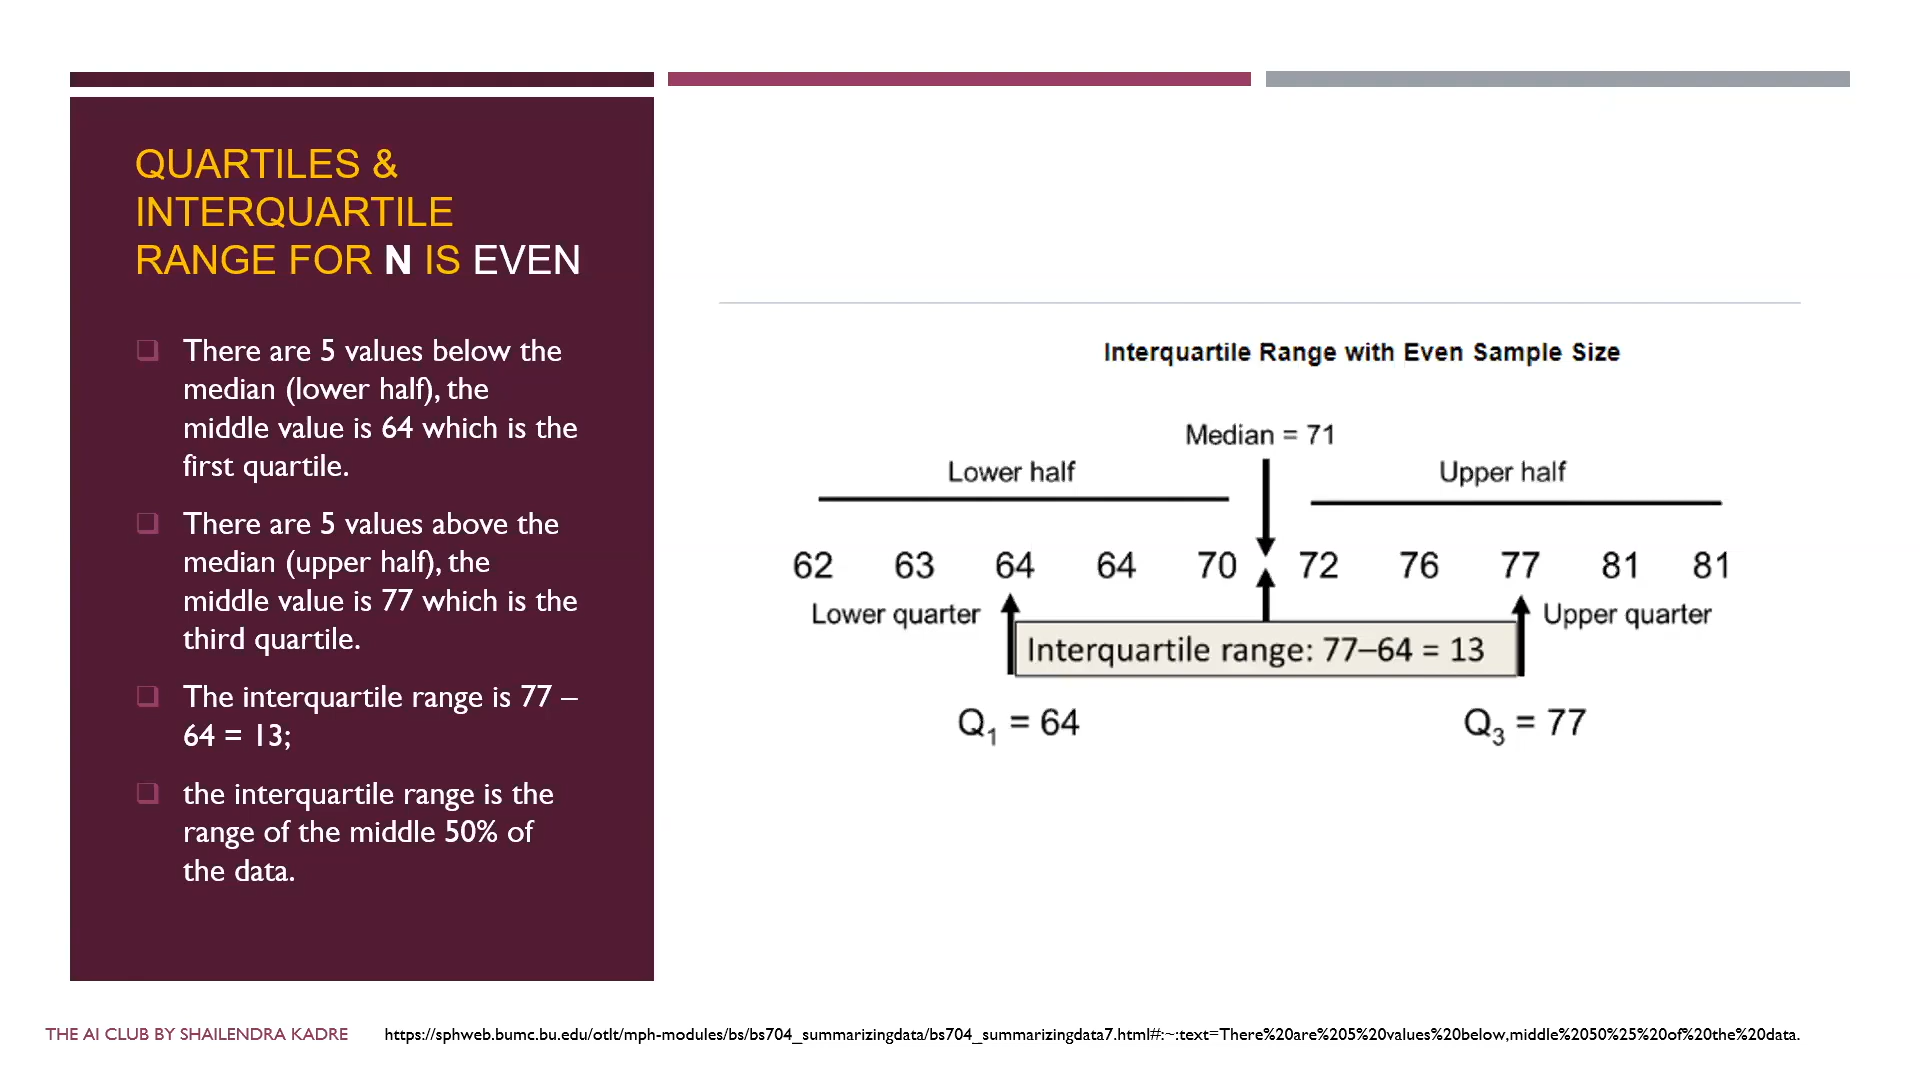 QUARTILES &
INTERQUARTILE
RANGE FOR N IS EVEN
❑ There are 5 values below the
median (lower half), the
middle value is 64 which is the
first quartile.
❑ There are 5 values above the
median (upper half), the
middle value is 77 which is the
third quartile.
❑ The interquartile range is 77 –
64 = 13;
❑ the interquartile range is the
range of the middle 50% of
the data.
Interquartile Range with Even Sample Size
Median = 71
Lower half
Upper half
62 63 64 64 70 72 76 77 81 81
Lower quarter
Upper quarter
Interquartile range: 77–64 = 13
Q1 = 64
Q3 = 77
THE AI CLUB BY SHAILENDRA KADRE
https://sphweb.bumc.bu.edu/otlt/mph-modules/bs/bs704_summarizingdata/bs704_summarizingdata7.html#:~:text=There%20are%205%20values%20below,middle%2050%25%20of%20the%20data.